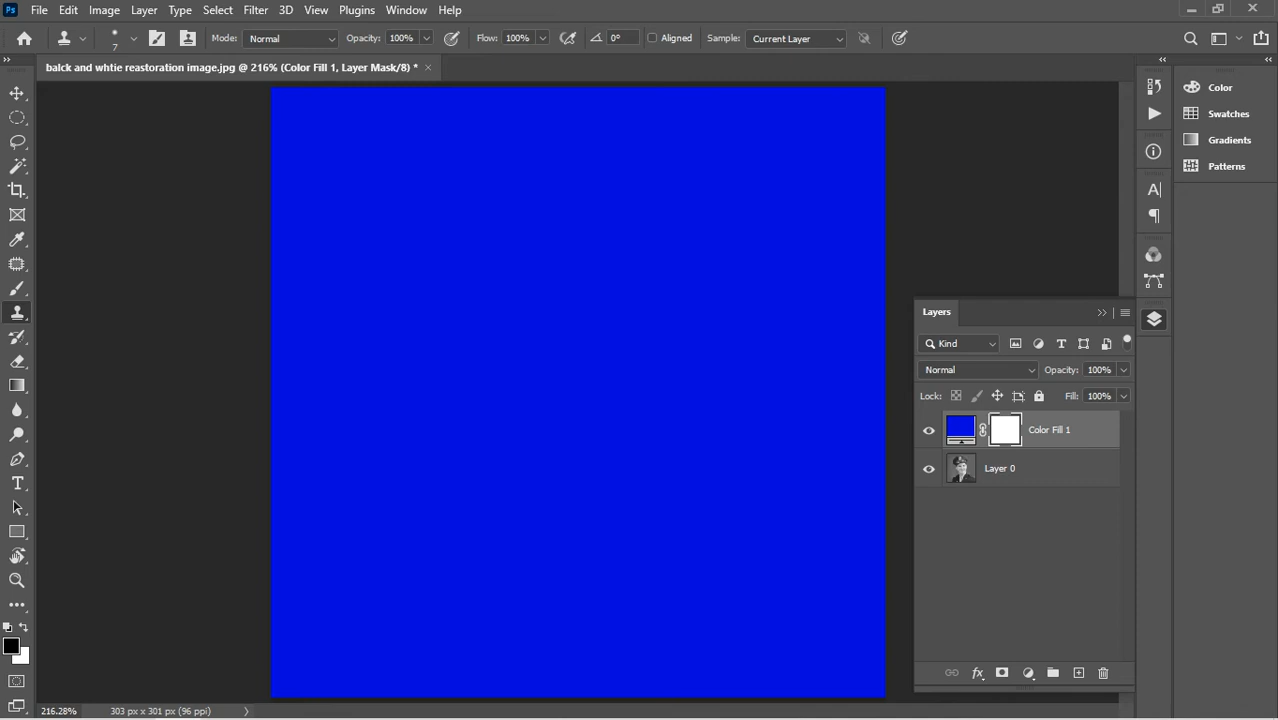 Ps File Edit Image Layer Type Select Filter 3D View Plugins Window Help
7 Mode: Normal Opacity: 100% Flow: 100% 0° Aligned Sample: Current Layer
balck and whtie reastoration image.jpg @ 216% (Color Fill 1, Layer Mask/8) *
Color
Swatches
Gradients
Patterns
Layers
Kind
Normal Opacity: 100%
Lock: Fill: 100%
Color Fill 1
Layer 0
216.28% 303 px x 301 px (96 ppi)